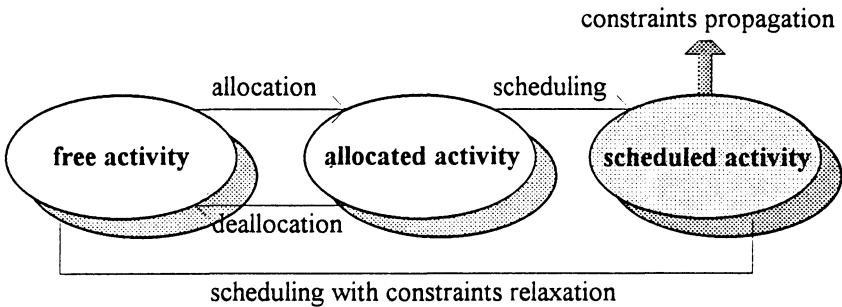 constraints propagation
allocation
scheduling
free activity
allocated activity
scheduled activity
deallocation
scheduling with constraints relaxation